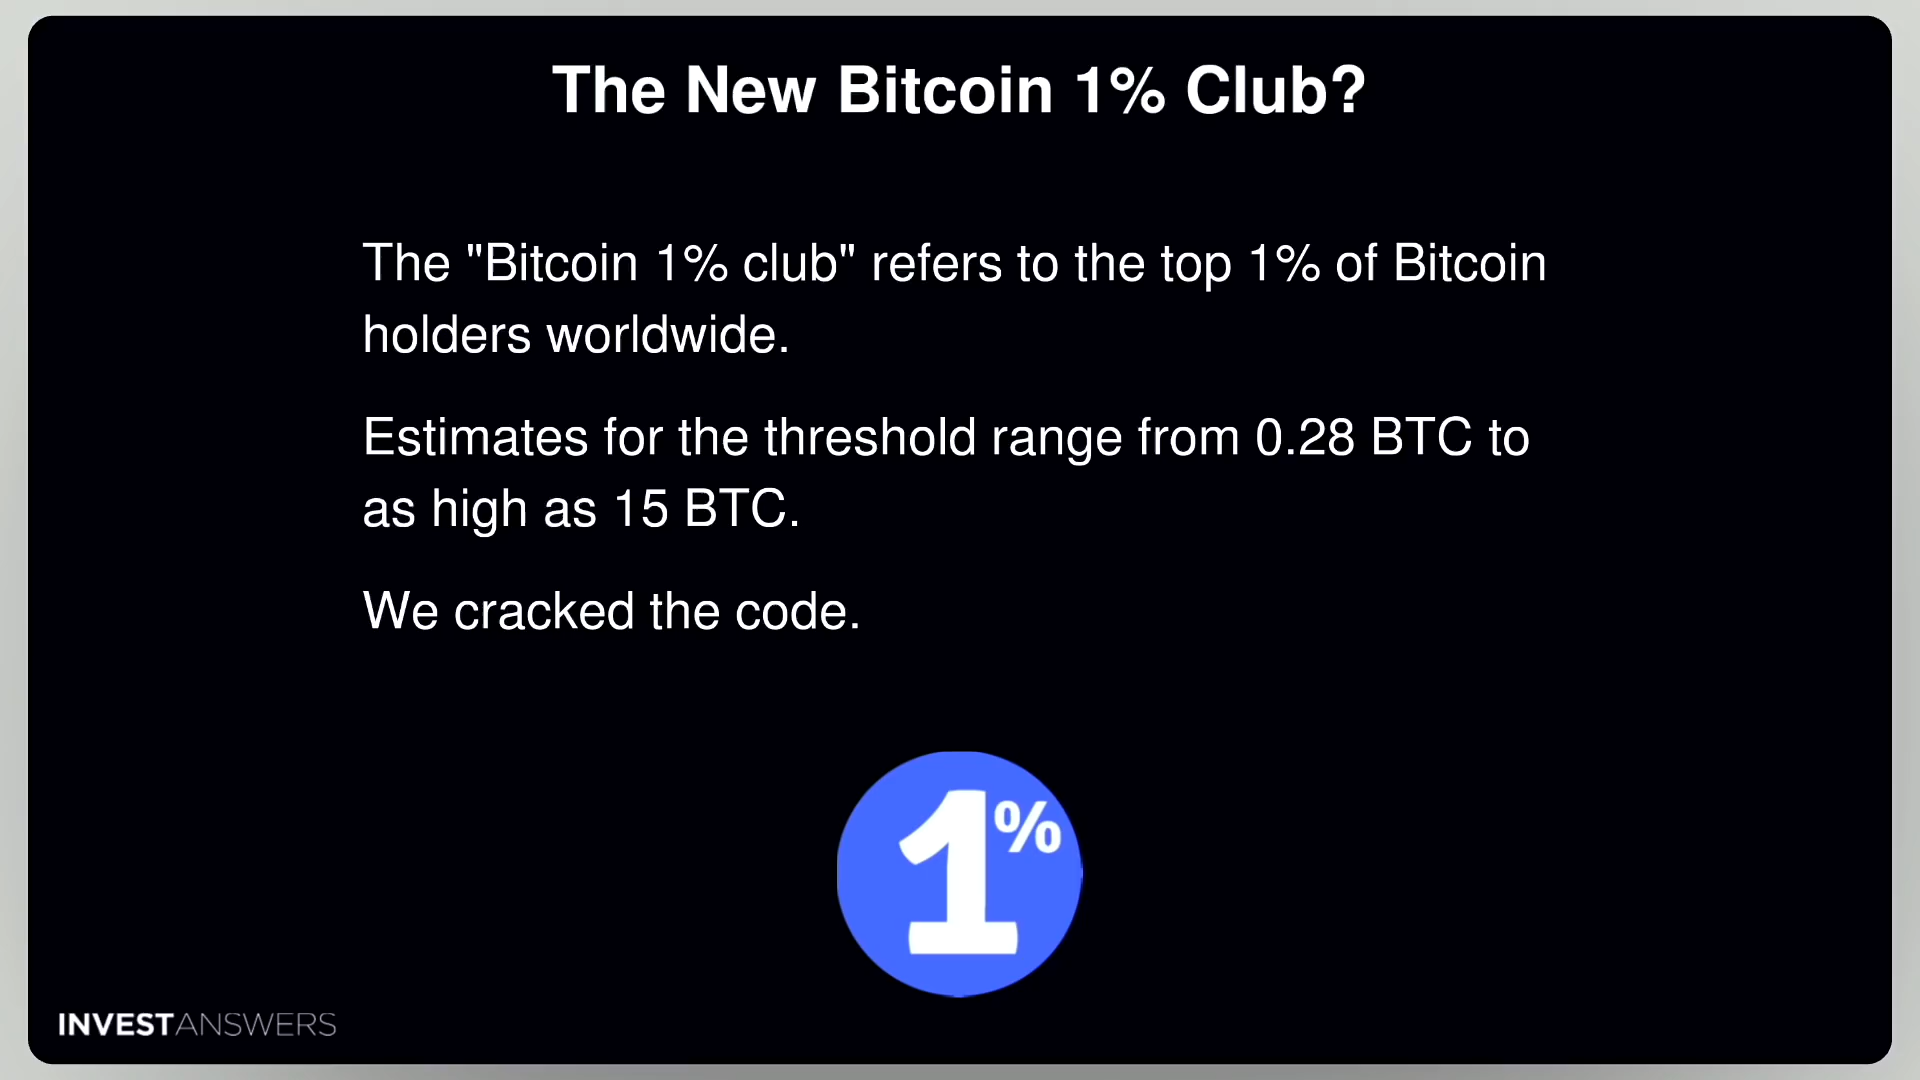 The New Bitcoin 1% Club?
The "Bitcoin 1% club" refers to the top 1% of Bitcoin
holders worldwide.
Estimates for the threshold range from 0.28 BTC to
as high as 15 BTC.
We cracked the code.
1%
INVESTANSWERS